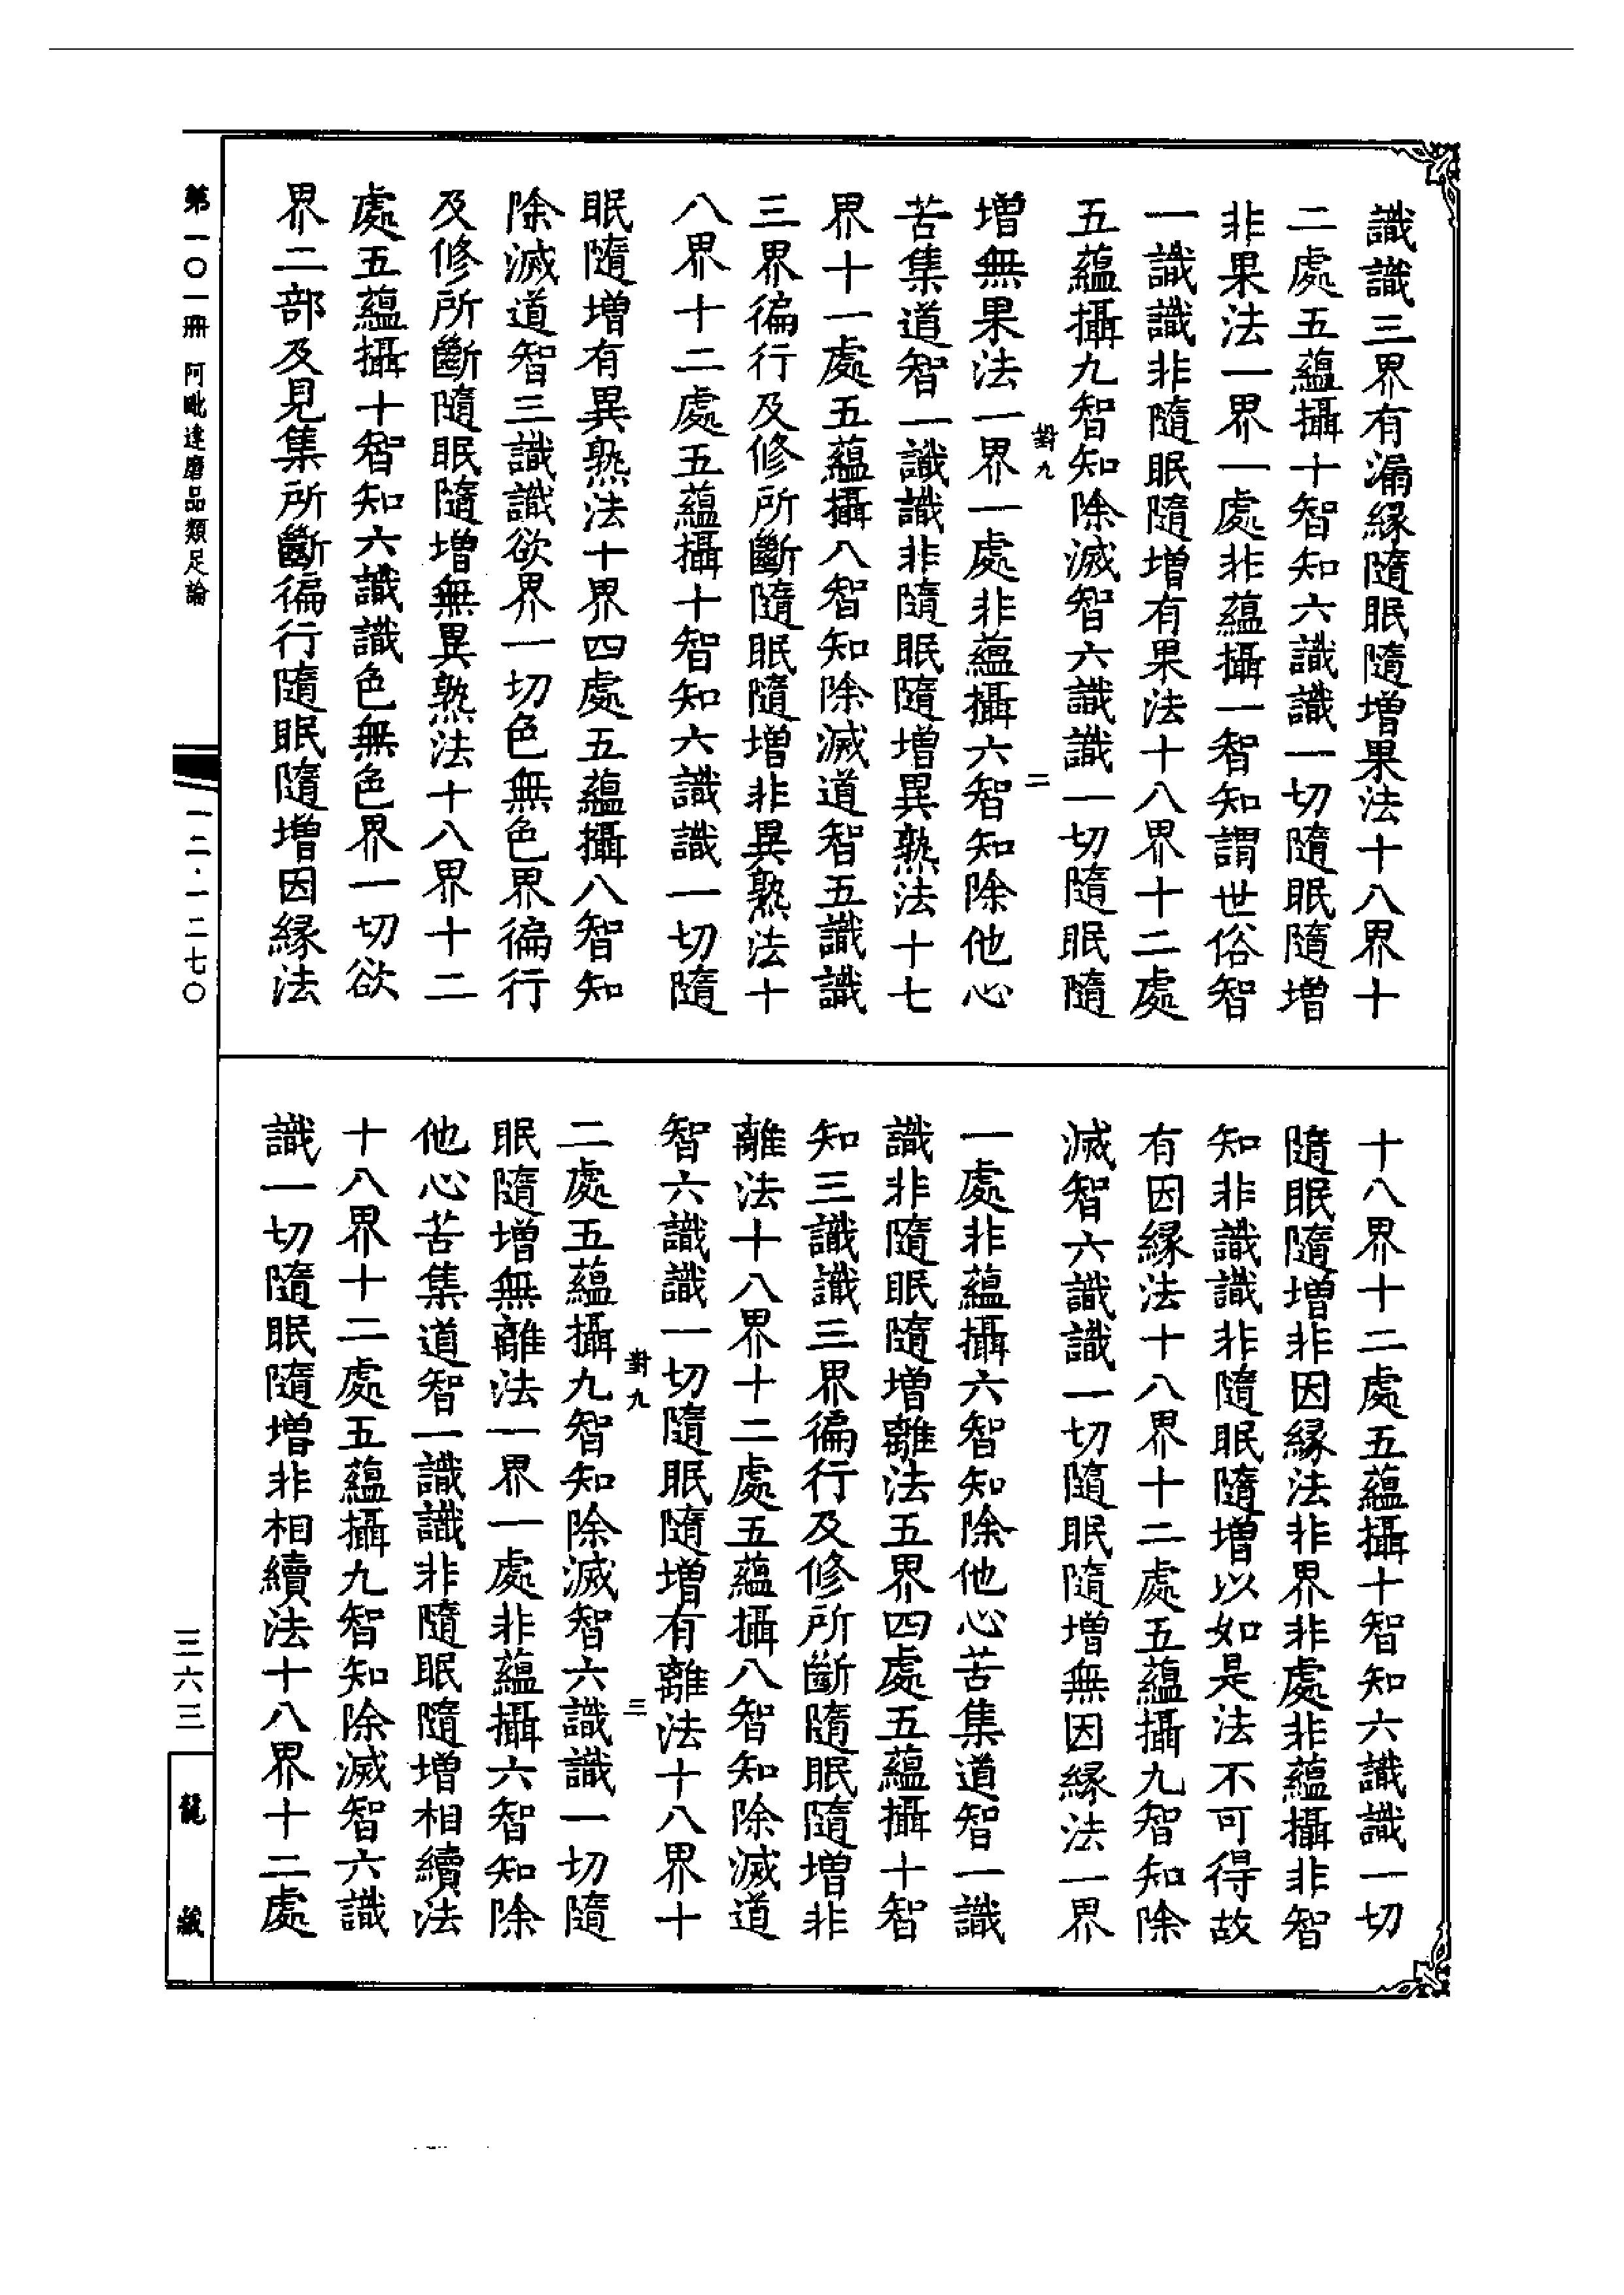 識識三界有漏緣隨眠隨增果法十八界十
二處五蘊攝十智知六識識一切隨眠隨增
非果法一界一處非蘊攝一智知謂世俗智
一識識非隨眠隨增有果法十八界十二處
五蘊攝九智知除滅智六識識一切隨眠隨
對九 二
增無果法一界一處非蘊攝六智知除他心
苦集道智一識識非隨眠隨增異熟法十七
界十一處五蘊攝八智知除滅道智五識識
三界徧行及修所斷隨眠隨增非異熟法十
八界十二處五蘊攝十智知六識識一切隨
眠隨增有異熟法十界四處五蘊攝八智知
除滅道智三識識欲界一切色無色界徧行
及修所斷隨眠隨增無異熟法十八界十二
處五蘊攝十智知六識識色無色界一切欲
界二部及見集所斷徧行隨眠隨增因緣法
十八界十二處五蘊攝十智知六識識一切
隨眠隨增非因緣法非界非處非蘊攝非智
知非識識非隨眠隨增以如是法不可得故
有因緣法十八界十二處五蘊攝九智知除
滅智六識識一切隨眠隨增無因緣法一界
一處非蘊攝六智知除他心苦集道智一識
識非隨眠隨增離法五界四處五蘊攝十智
知三識識三界徧行及修所斷隨眠隨增非
離法十八界十二處五蘊攝八智知除滅道
智六識識一切隨眠隨增有離法十八界十
對九 三
二處五蘊攝九智知除滅智六識識一切隨
眠隨增無離法一界一處非蘊攝六智知除
他心苦集道智一識識非隨眠隨增相續法
十八界十二處五蘊攝九智知除滅智六識
識一切隨眠隨增非相續法十八界十二處
第一〇一冊 阿毗達磨品類足論
一二·一二七〇
三六三
龍藏